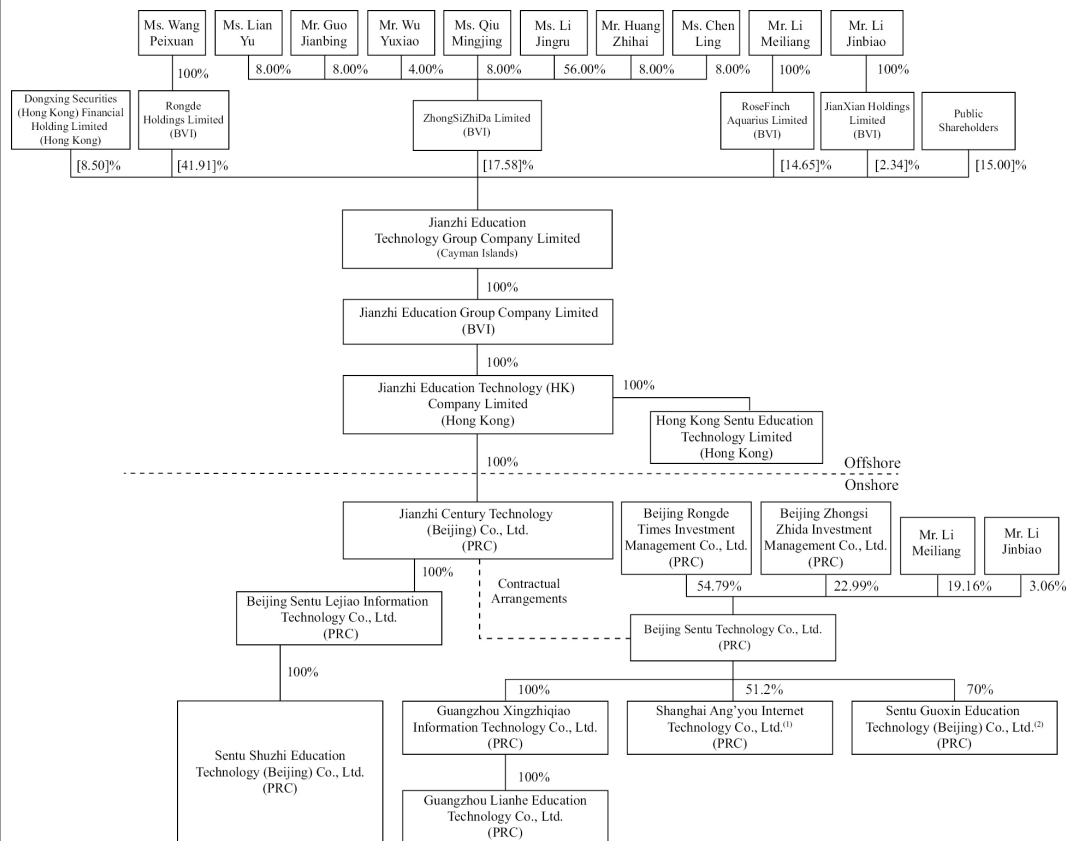 Ms. Wang
Peixuan
Ms. Lian
Yu
Mr. Guo
Jianbing
Mr. Wu
Yuxiao
Ms. Qiu
Mingjing
Ms. Li
Jingru
Mr. Huang
Zhihai
Ms. Chen
Ling
Mr. Li
Meiliang
Mr. Li
Jinbiao
100%
8.00%
8.00%
4.00%
8.00%
56.00%
8.00%
8.00%
100%
100%
Dongxing Securities
(Hong Kong) Financial
Holding Limited
(Hong Kong)
Rongde
Holdings Limited
(BVI)
ZhongSiZhiDa Limited
(BVI)
RoseFinch
Aquarius Limited
(BVI)
JianXian Holdings
Limited
(BVI)
Public
Shareholders
[8.50]%
[41.91]%
[17.58]%
[14.65]%
[2.34]%
[15.00]%
Jianzhi Education
Technology Group Company Limited
(Cayman Islands)
100%
Jianzhi Education Group Company Limited
(BVI)
100%
Jianzhi Education Technology (HK)
Company Limited
(Hong Kong)
100%
Hong Kong Sentu Education
Technology Limited
(Hong Kong)
100%
Offshore
Onshore
Jianzhi Century Technology
(Beijing) Co., Ltd.
(PRC)
Beijing Rongde
Times Investment
Management Co., Ltd.
(PRC)
Beijing Zhongsi
Zhida Investment
Management Co., Ltd.
(PRC)
Mr. Li
Meiliang
Mr. Li
Jinbiao
100%
Contractual
Arrangements
54.79%
22.99%
19.16%
3.06%
Beijing Sentu Lejiao Information
Technology Co., Ltd.
(PRC)
Beijing Sentu Technology Co., Ltd.
(PRC)
100%
100%
51.2%
70%
Sentu Shuzhi Education
Technology (Beijing) Co., Ltd.
(PRC)
Guangzhou Xingzhiqiao
Information Technology Co., Ltd.
(PRC)
Shanghai Ang'you Internet
Technology Co., Ltd.(1)
(PRC)
Sentu Guoxin Education
Technology (Beijing) Co., Ltd.(2)
(PRC)
100%
Guangzhou Lianhe Education
Technology Co., Ltd.
(PRC)